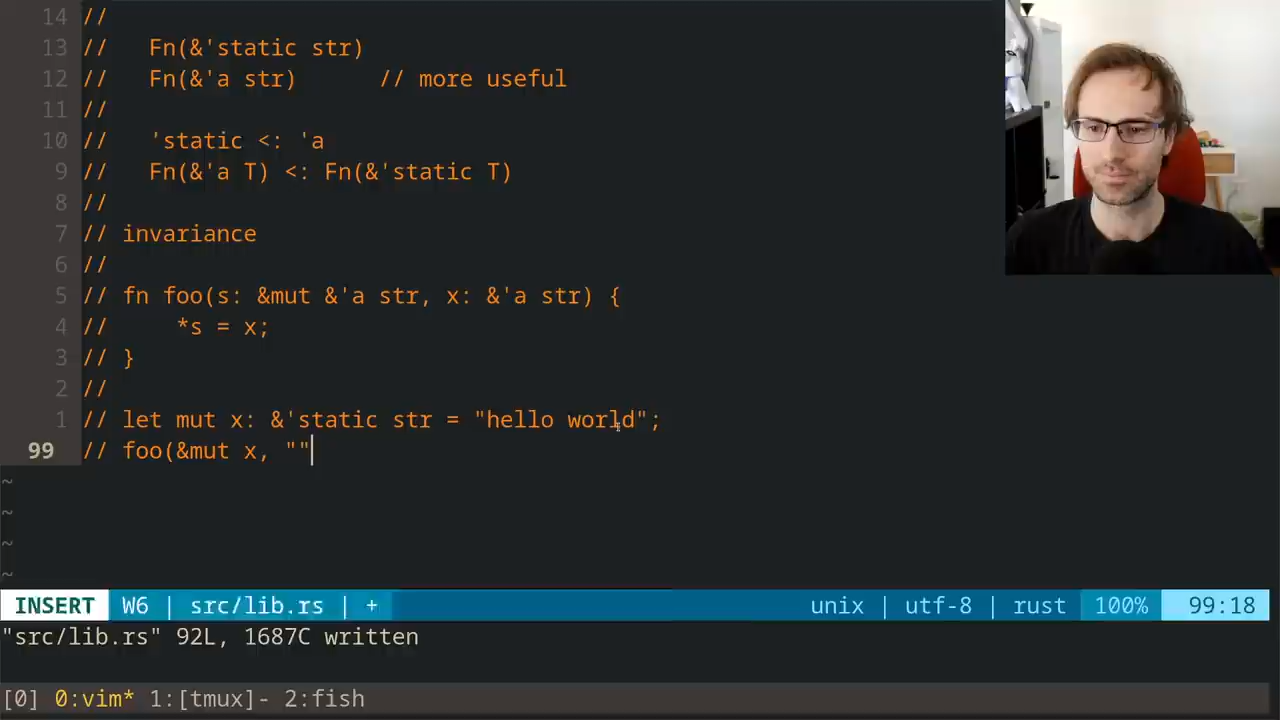 14 //
13 //   Fn(&'static str)
12 //   Fn(&'a str)      // more useful
11 //
10 //   'static <: 'a
9 //   Fn(&'a T) <: Fn(&'static T)
8 //
7 // invariance
6 //
5 // fn foo(s: &mut &'a str, x: &'a str) {
4 //     *s = x;
3 // }
2 //
1 // let mut x: &'static str = "hello world";
99 // foo(&mut x, ""
~
~
~
~
INSERT W6 | src/lib.rs | + unix | utf-8 | rust 100% 99:18
"src/lib.rs" 92L, 1687C written
[0] 0:vim* 1:[tmux]- 2:fish